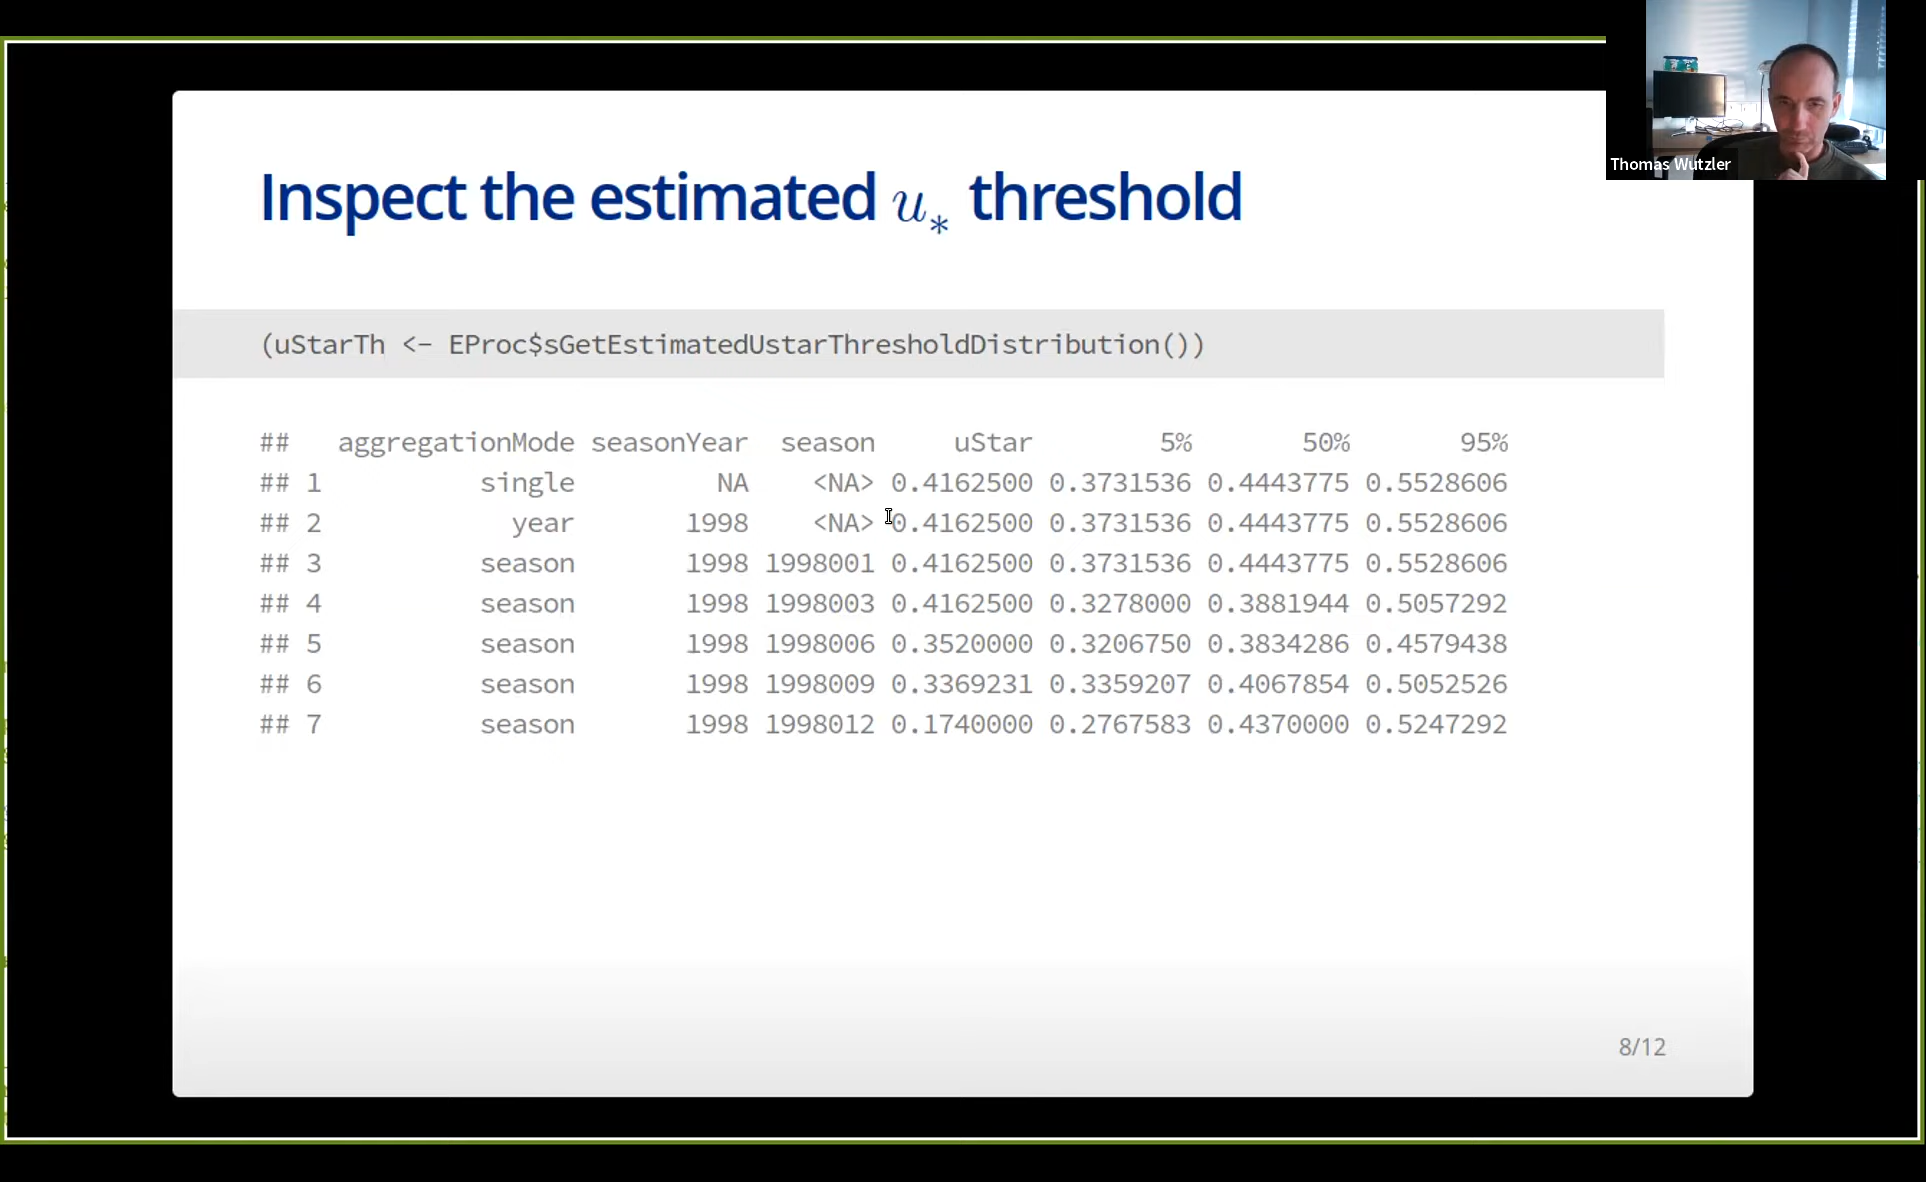 Thomas Wutzler
Inspect the estimated u* threshold
(uStarTh <- EProc$sGetEstimatedUstarThresholdDistribution())
## aggregationMode seasonYear season uStar 5% 50% 95%
## 1 single NA <NA> 0.4162500 0.3731536 0.4443775 0.5528606
## 2 year 1998 <NA> 0.4162500 0.3731536 0.4443775 0.5528606
## 3 season 1998 1998001 0.4162500 0.3731536 0.4443775 0.5528606
## 4 season 1998 1998003 0.4162500 0.3278000 0.3881944 0.5057292
## 5 season 1998 1998006 0.3520000 0.3206750 0.3834286 0.4579438
## 6 season 1998 1998009 0.3369231 0.3359207 0.4067854 0.5052526
## 7 season 1998 1998012 0.1740000 0.2767583 0.4370000 0.5247292
8/12